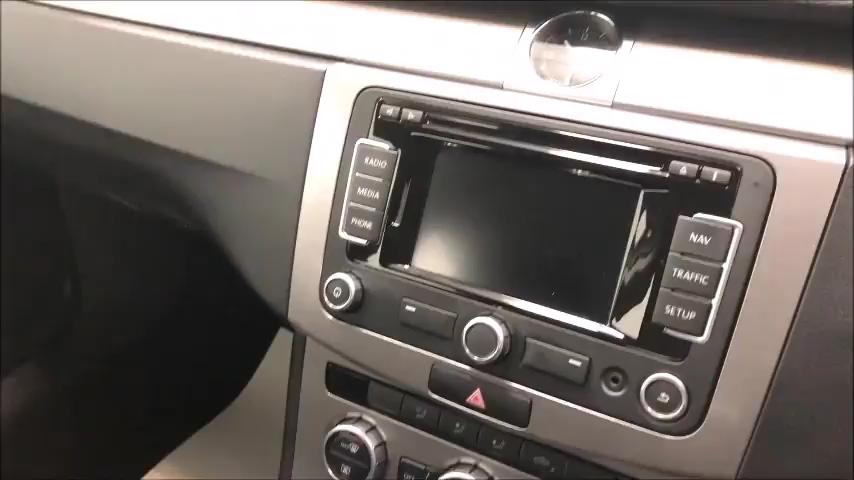 RADIO
MEDIA
PHONE
NAV
TRAFFIC
SETUP